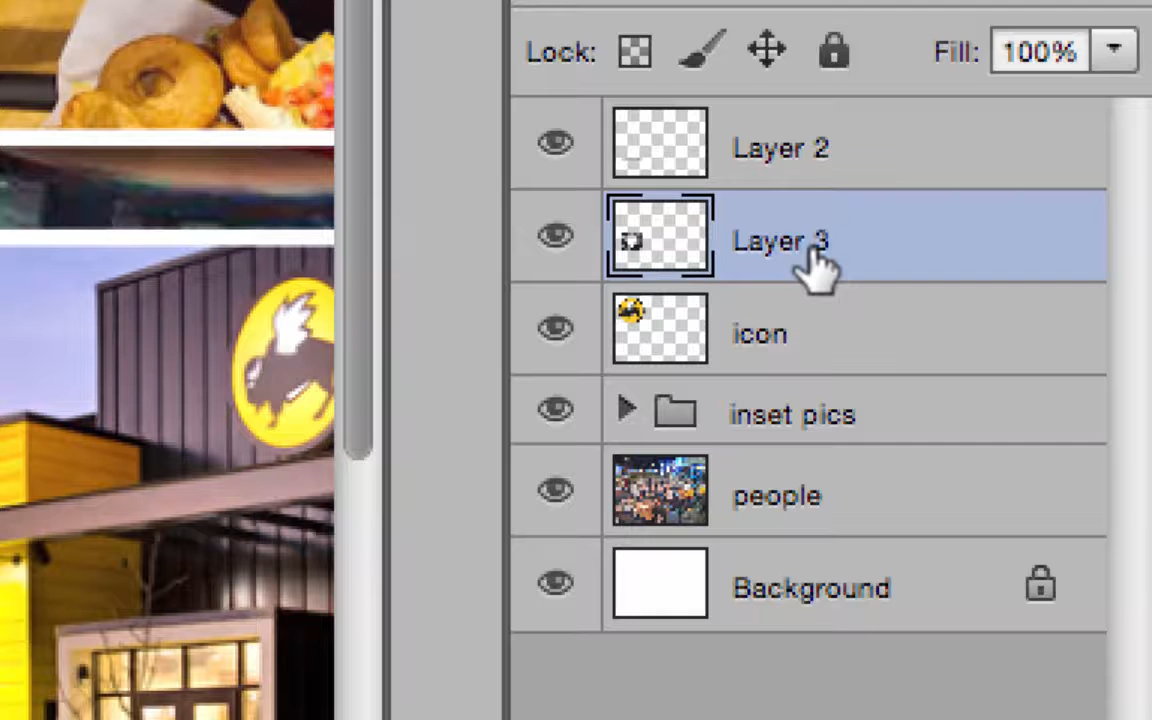 Lock: Fill: 100%
Layer 2
Layer 3
icon
inset pics
people
Background